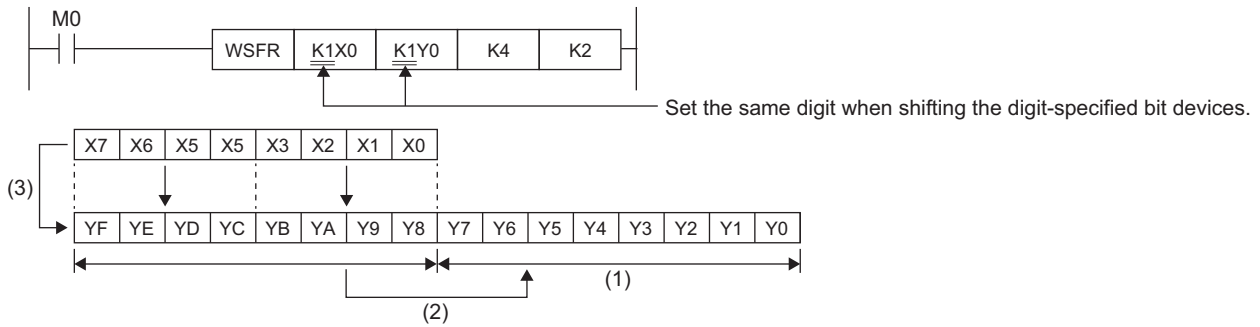 M0
WSFR K1X0 K1Y0 K4 K2
Set the same digit when shifting the digit-specified bit devices.
X7 X6 X5 X5 X3 X2 X1 X0
(3)
YF YE YD YC YB YA Y9 Y8 Y7 Y6 Y5 Y4 Y3 Y2 Y1 Y0
(1)
(2)